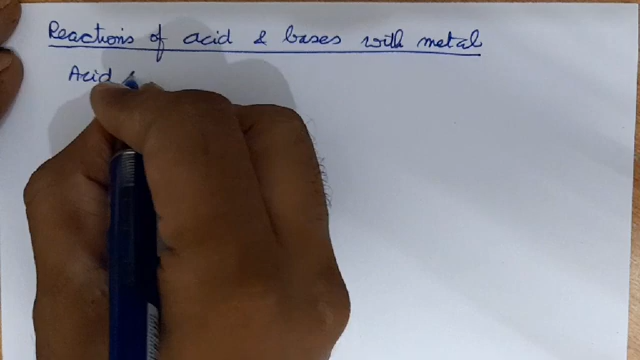 Reactions of acid & bases with metal
Acid